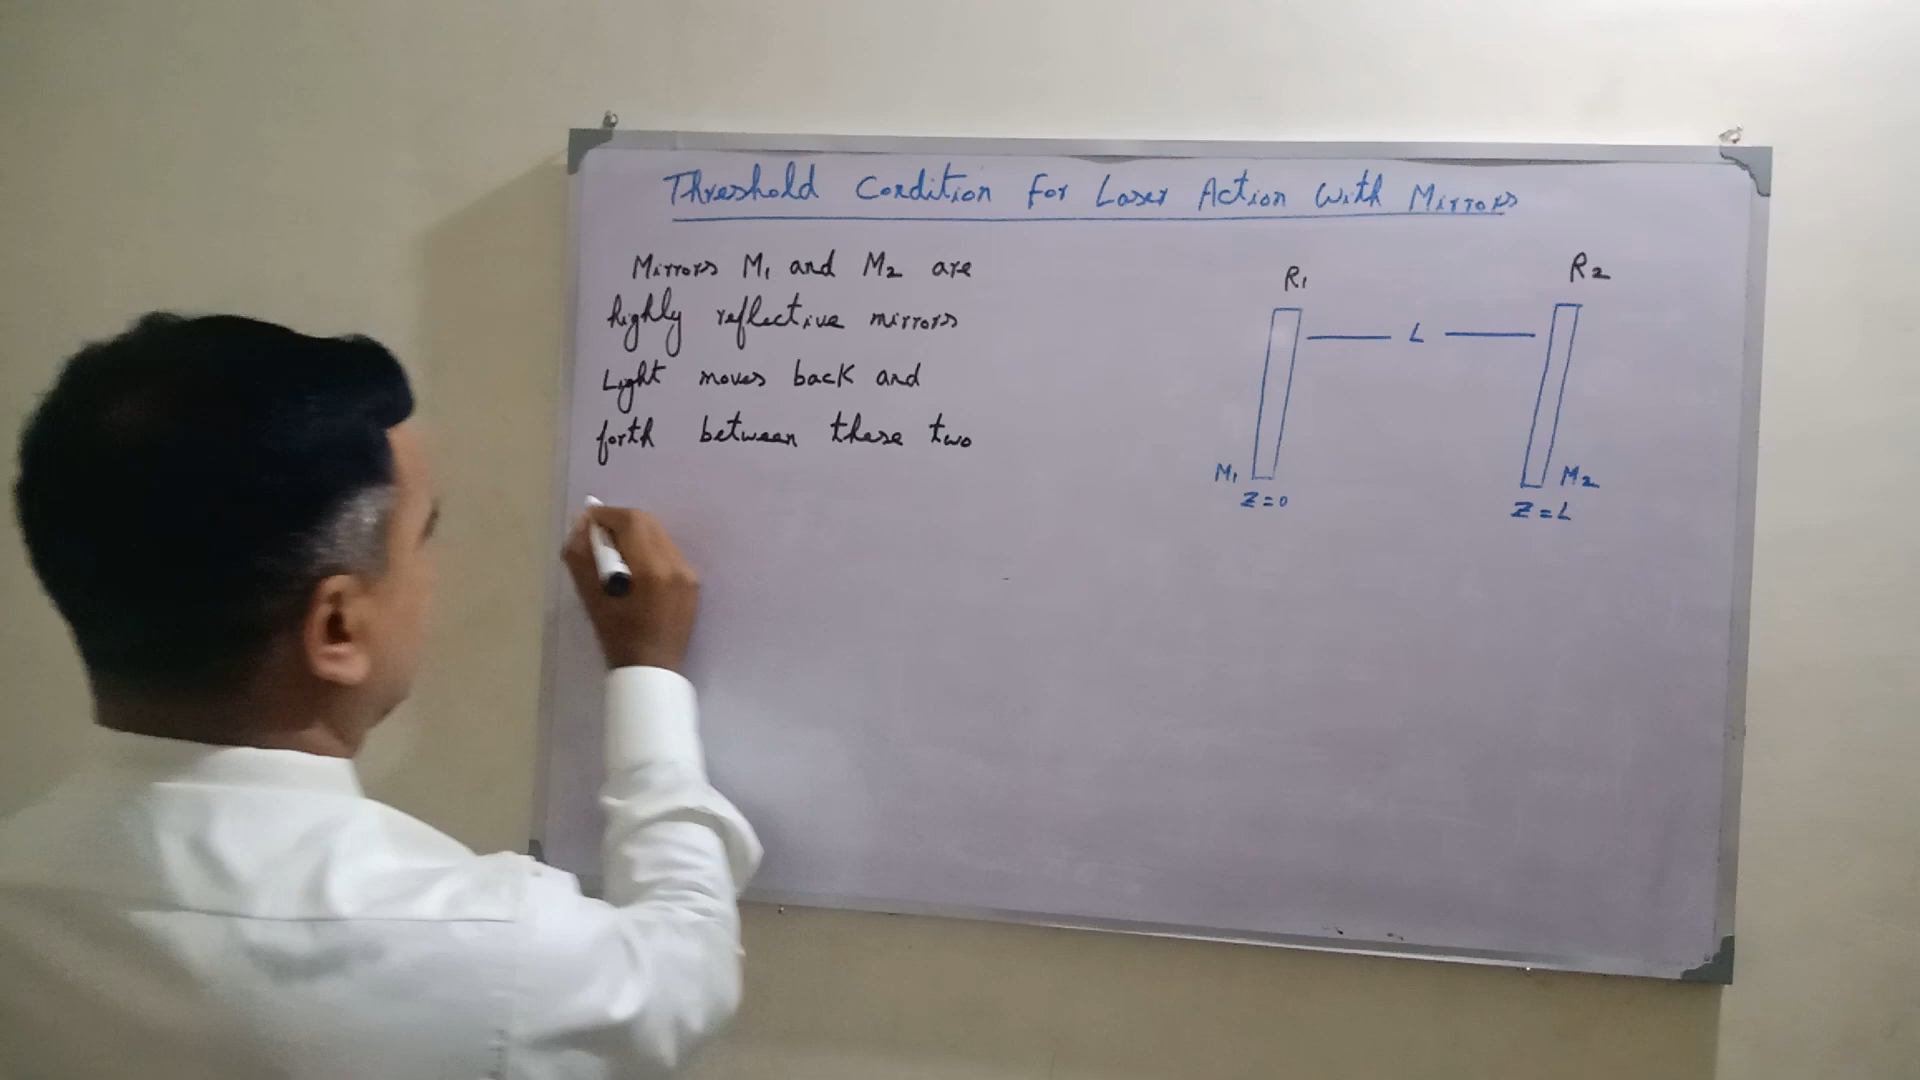 Threshold Condition For Laser Action With Mirrors
Mirrors M₁ and M₂ are
highly reflective mirrors
Light moves back and
forth between these two
R₁
R₂
L
M₁
Z=0
M₂
Z=L